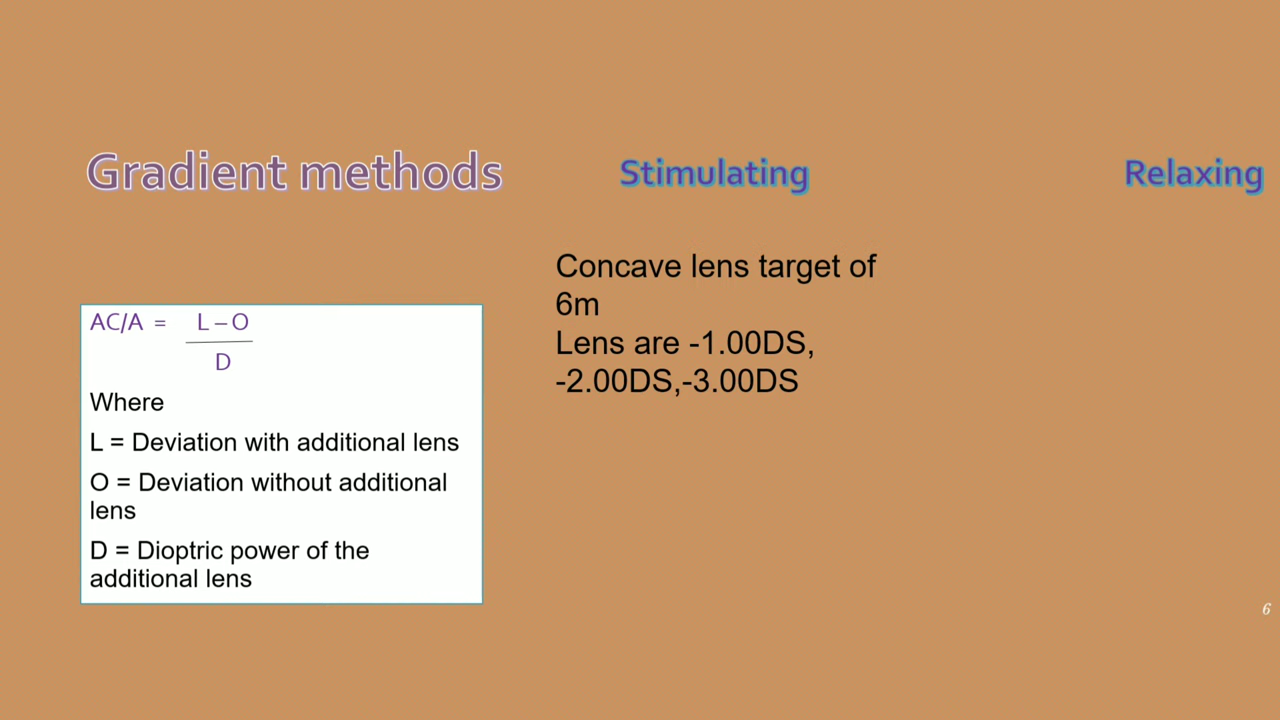 Gradient methods
Stimulating
Relaxing
AC/A = L – O
D
Where
L = Deviation with additional lens
O = Deviation without additional
lens
D = Dioptric power of the
additional lens
Concave lens target of
6m
Lens are -1.00DS,
-2.00DS,-3.00DS
6